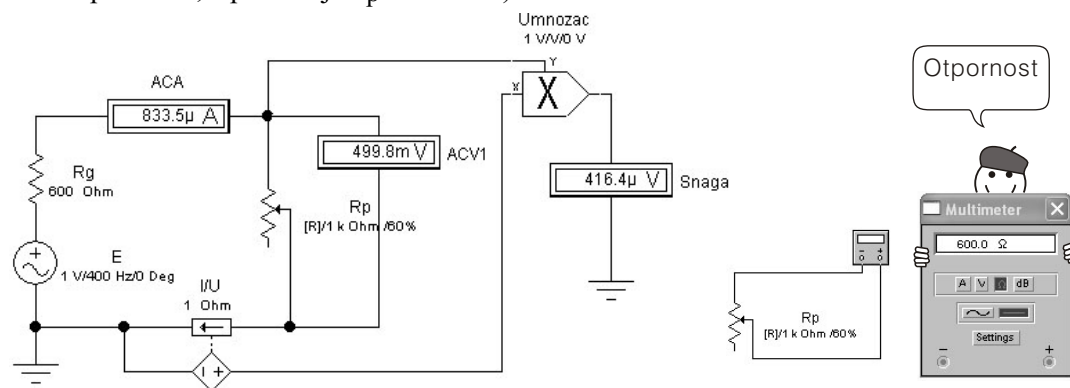 Umnozac
1 V/V/0 V
Y
X
X
ACA
833.5µ A
499.8m V
ACV1
Rg
600 Ohm
Rp
[R]/1 k Ohm /60%
416.4µ V
Snaga
E
1 V/400 Hz/0 Deg
I/U
1 Ohm
Otpornost
Multimeter
600.0 Ω
A V Ω dB
Settings
Rp
[R]/1 k Ohm /60%